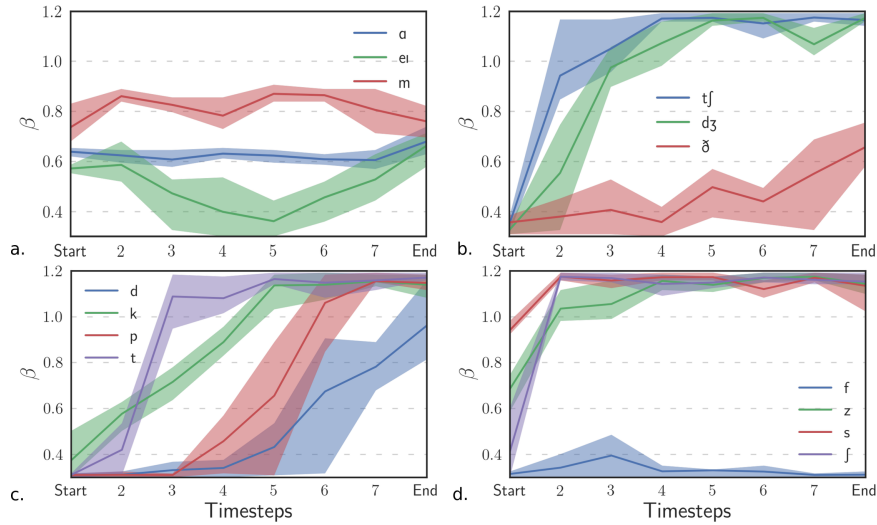 1.2
1.0
0.8
0.6
0.4
β
ɑ
eı
m
Start 2 3 4 5 6 7 End
a.
1.2
1.0
0.8
0.6
0.4
β
tʃ
dʒ
ð
Start 2 3 4 5 6 7 End
b.
1.2
1.0
0.8
0.6
0.4
β
d
k
p
t
Start 2 3 4 5 6 7 End
Timesteps
c.
1.2
1.0
0.8
0.6
0.4
β
f
z
s
ʃ
Start 2 3 4 5 6 7 End
Timesteps
d.